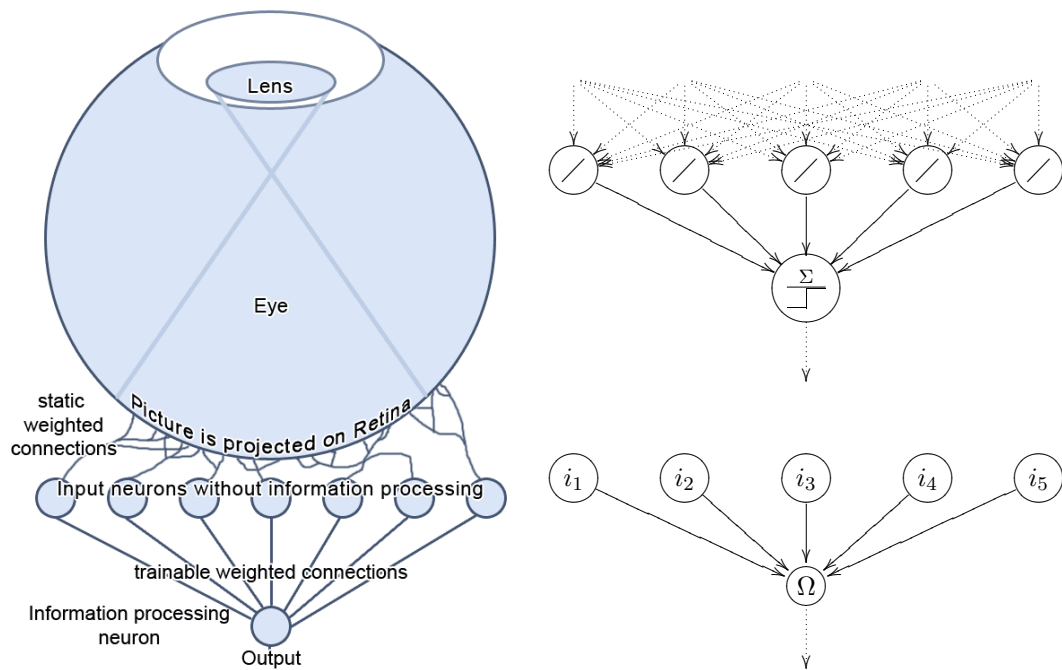 Lens
Eye
Picture is projected on Retina
static
weighted
connections
Input neurons without information processing
trainable weighted connections
Information processing
neuron
Output
Σ
i1 i2 i3 i4 i5
Ω